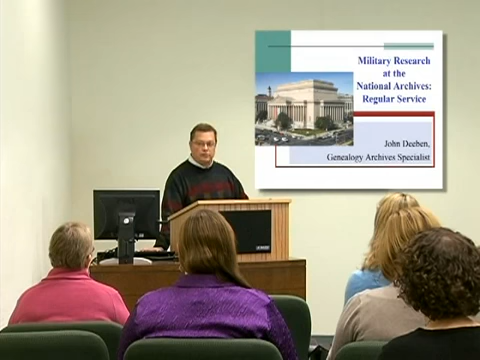 Military Research
at the
National Archives:
Regular Service
John Deeben,
Genealogy Archives Specialist